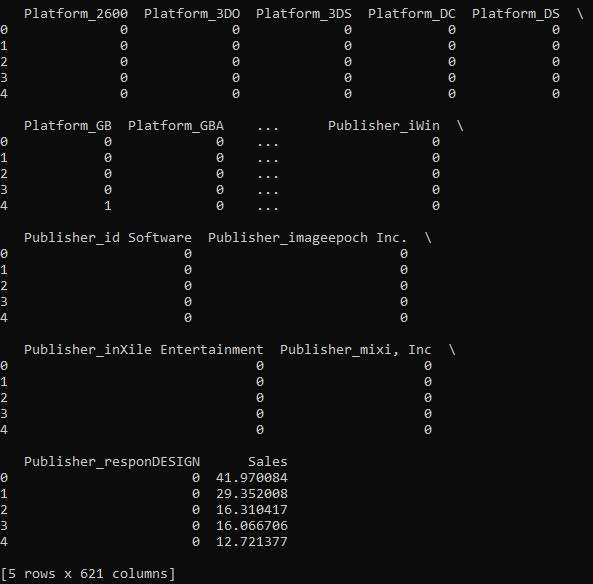 Platform_2600  Platform_3DO  Platform_3DS  Platform_DC  Platform_DS  \
0              0             0             0            0            0
1              0             0             0            0            0
2              0             0             0            0            0
3              0             0             0            0            0
4              0             0             0            0            0

   Platform_GB  Platform_GBA    ...      Publisher_iWin  \
0            0             0    ...                   0
1            0             0    ...                   0
2            0             0    ...                   0
3            0             0    ...                   0
4            1             0    ...                   0

   Publisher_id Software  Publisher_imageepoch Inc.  \
0                      0                          0
1                      0                          0
2                      0                          0
3                      0                          0
4                      0                          0

   Publisher_inXile Entertainment  Publisher_mixi, Inc  \
0                               0                    0
1                               0                    0
2                               0                    0
3                               0                    0
4                               0                    0

   Publisher_responDESIGN      Sales
0                       0  41.970084
1                       0  29.352008
2                       0  16.310417
3                       0  16.066706
4                       0  12.721377

[5 rows x 621 columns]